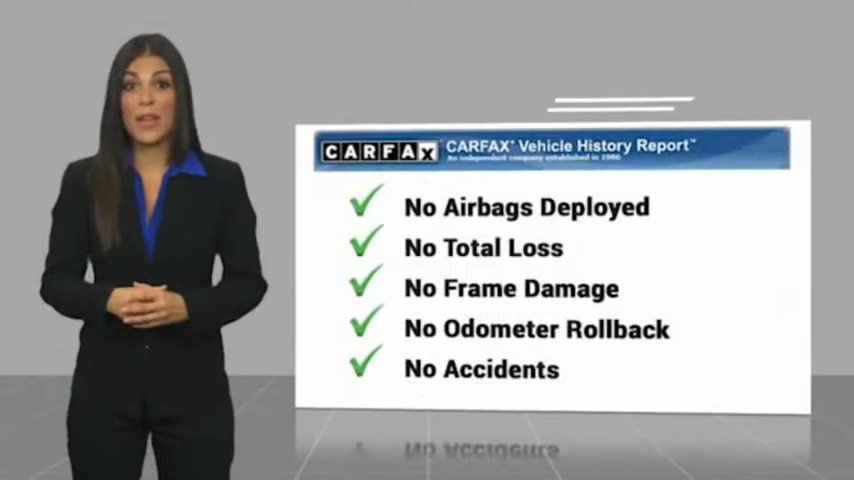 CARFAX CARFAX® Vehicle History Report™
An independent company established in 1986
No Airbags Deployed
No Total Loss
No Frame Damage
No Odometer Rollback
No Accidents